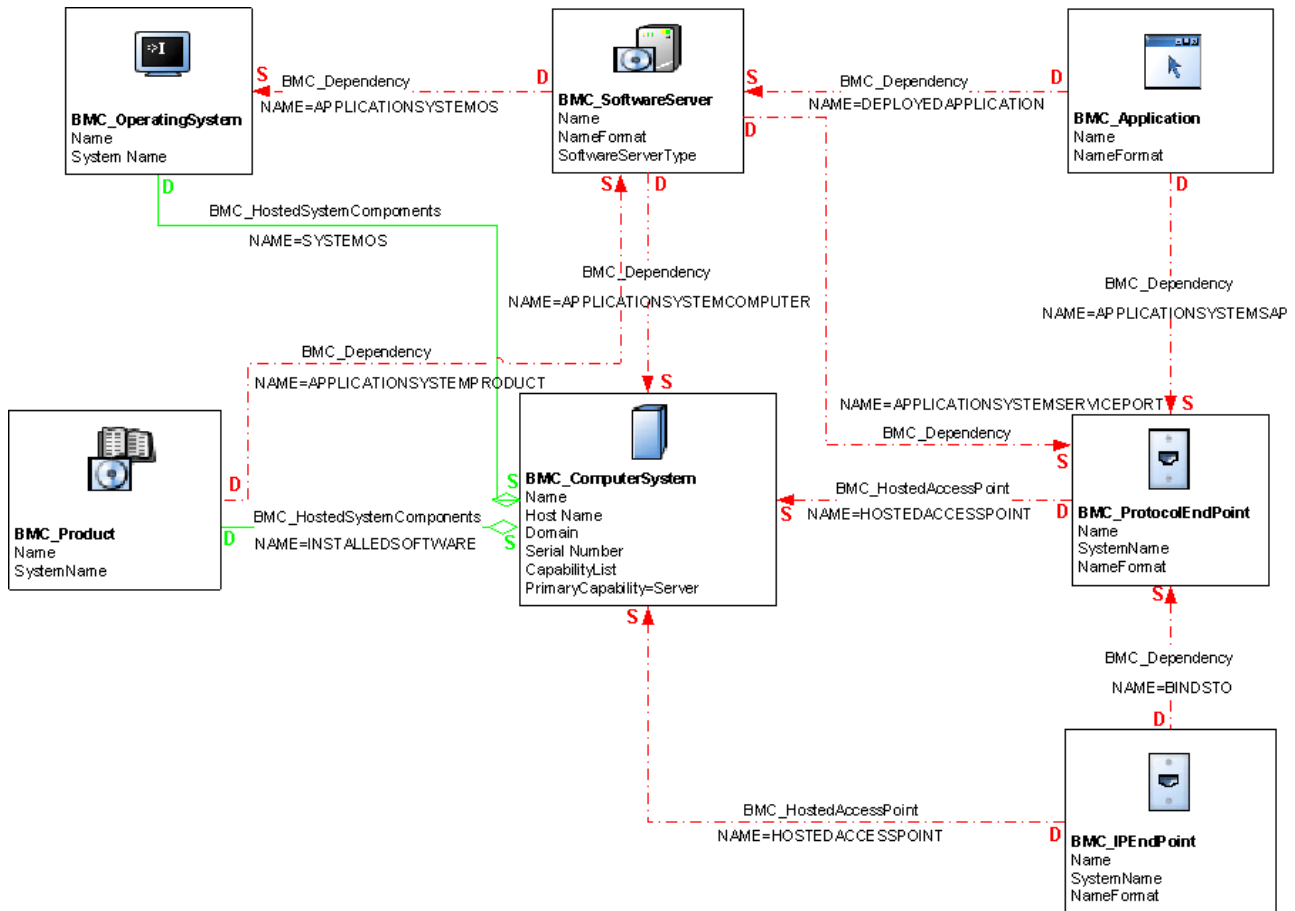 >I
BMC_OperatingSystem
Name
System Name
S
BMC_Dependency
D
NAME=APPLICATIONSYSTEMOS
BMC_SoftwareServer
Name
NameFormat
SoftwareServerType
S
BMC_Dependency
D
NAME=DEPLOYEDAPPLICATION
BMC_Application
Name
NameFormat
D
D
BMC_HostedSystemComponents
NAME=SYSTEMOS
S
D
BMC_Dependency
NAME=APPLICATIONSYSTEMCOMPUTER
S
D
BMC_Dependency
NAME=APPLICATIONSYSTEMSAP
S
BMC_Dependency
NAME=APPLICATIONSYSTEMPRODUCT
D
NAME=APPLICATIONSYSTEMSERVICEPORT
BMC_Dependency
S
BMC_Product
Name
SystemName
BMC_HostedSystemComponents
D
NAME=INSTALLEDSOFTWARE
S
S
BMC_ComputerSystem
Name
Host Name
Domain
Serial Number
CapabilityList
PrimaryCapability=Server
BMC_HostedAccessPoint
S
NAME=HOSTEDACCESSPOINT
D
BMC_ProtocolEndPoint
Name
SystemName
NameFormat
S
S
BMC_Dependency
NAME=BINDSTO
D
BMC_HostedAccessPoint
NAME=HOSTEDACCESSPOINT
D
BMC_IPEndPoint
Name
SystemName
NameFormat